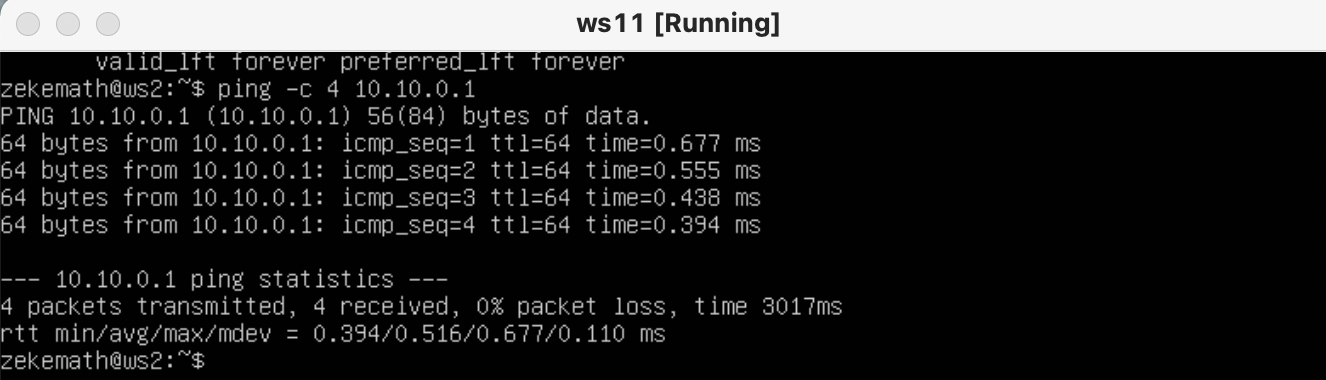 ws11 [Running]
valid_lft forever preferred_lft forever
zekemath@ws2:~$ ping -c 4 10.10.0.1
PING 10.10.0.1 (10.10.0.1) 56(84) bytes of data.
64 bytes from 10.10.0.1: icmp_seq=1 ttl=64 time=0.677 ms
64 bytes from 10.10.0.1: icmp_seq=2 ttl=64 time=0.555 ms
64 bytes from 10.10.0.1: icmp_seq=3 ttl=64 time=0.438 ms
64 bytes from 10.10.0.1: icmp_seq=4 ttl=64 time=0.394 ms
--- 10.10.0.1 ping statistics ---
4 packets transmitted, 4 received, 0% packet loss, time 3017ms
rtt min/avg/max/mdev = 0.394/0.516/0.677/0.110 ms
zekemath@ws2:~$